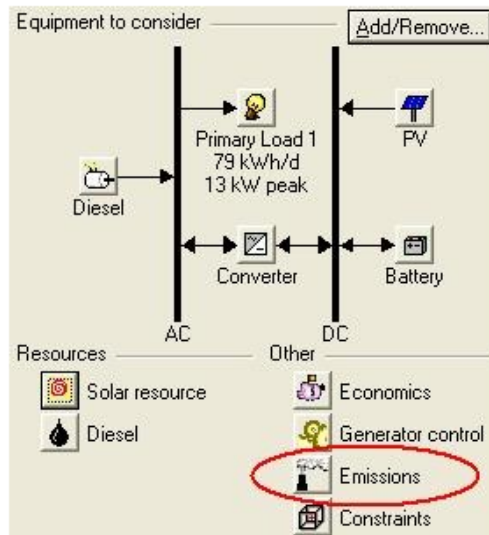 Equipment to consider
Add/Remove...
Primary Load 1
79 kWh/d
13 kW peak
PV
Diesel
Converter
Battery
AC
DC
Resources
Other
Solar resource
Economics
Diesel
Generator control
Emissions
Constraints